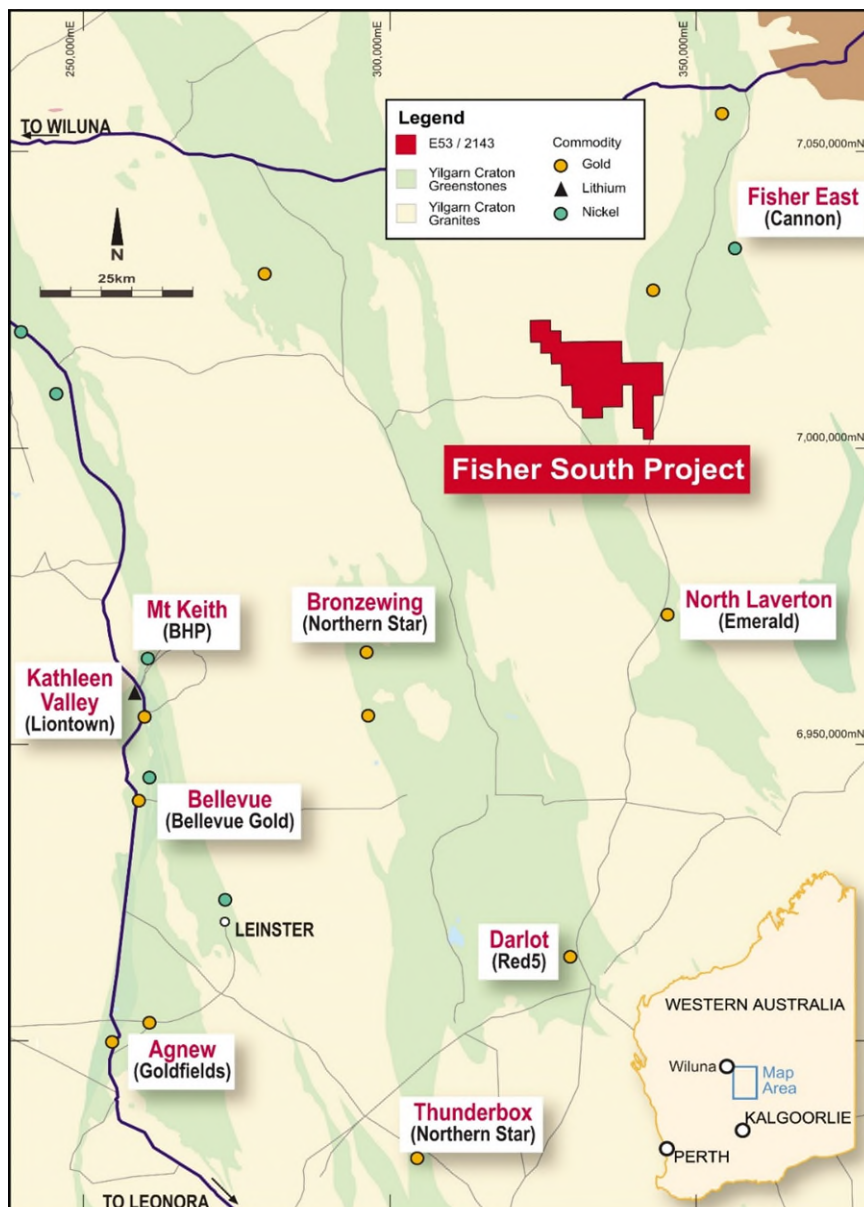 250,000mE
300,000mE
350,000mE
TO WILUNA
Legend
E53 / 2143
Yilgarn Craton
Greenstones
Yilgarn Craton
Granites
Commodity
Gold
Lithium
Nickel
7,050,000mN
Fisher East
(Cannon)
N
25km
7,000,000mN
Fisher South Project
Mt Keith
(BHP)
Bronzewing
(Northern Star)
North Laverton
(Emerald)
Kathleen
Valley
(Liontown)
6,950,000mN
Bellevue
(Bellevue Gold)
LEINSTER
Darlot
(Red5)
Agnew
(Goldfields)
Thunderbox
(Northern Star)
TO LEONORA
WESTERN AUSTRALIA
Wiluna
Map
Area
KALGOORLIE
PERTH